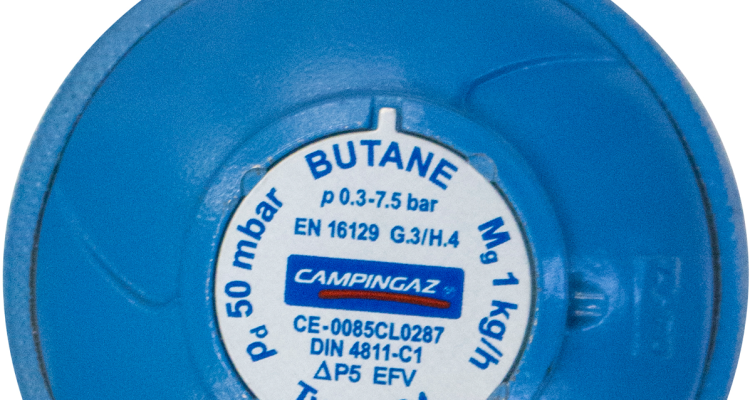 BUTANE
p 0.3-7.5 bar
EN 16129 G.3/H.4
CAMPINGAZ
CE-0085CL0287
DIN 4811-C1
ΔP5 EFV
pd 50 mbar
Mg 1 kg/h